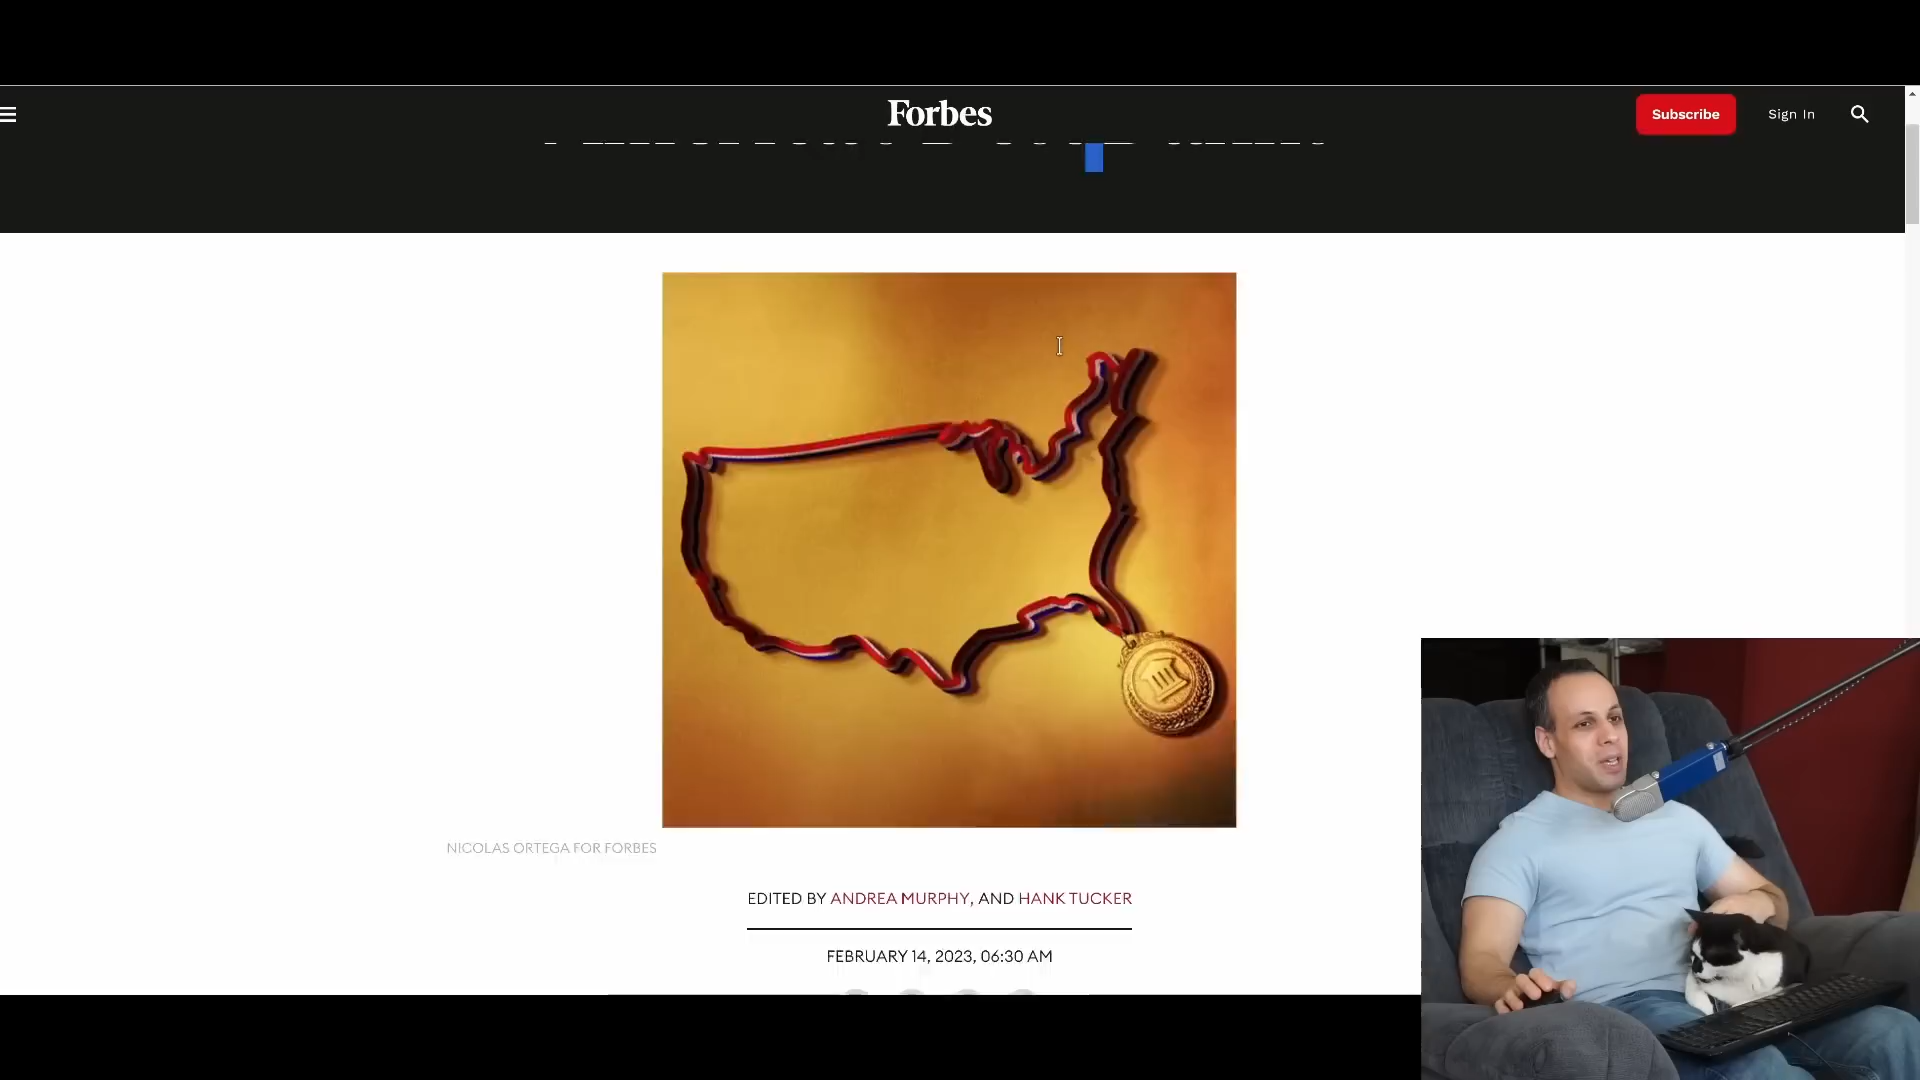 Forbes
Subscribe
Sign In
NICOLAS ORTEGA FOR FORBES
EDITED BY ANDREA MURPHY, AND HANK TUCKER
FEBRUARY 14, 2023, 06:30 AM